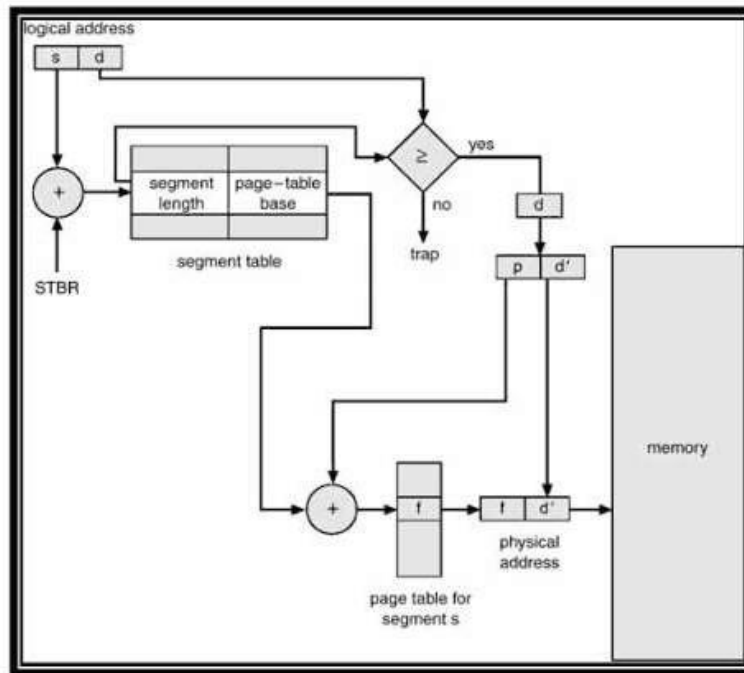 logical address
s d
≥
yes
+
segment length
page-table base
no
d
segment table
trap
p d'
STBR
memory
+
f
f d'
physical address
page table for segment s